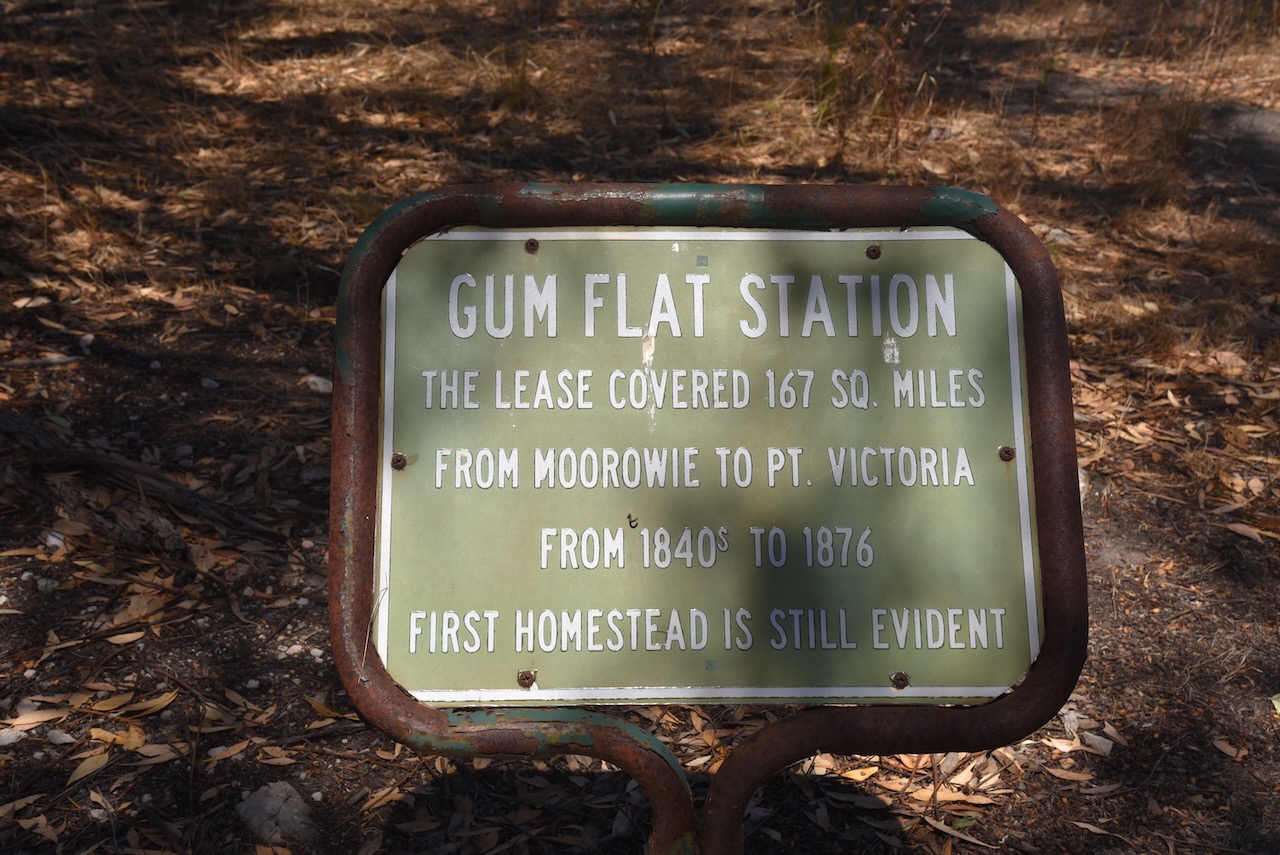 GUM FLAT STATION
THE LEASE COVERED 167 SQ. MILES
FROM MOOROWIE TO PT. VICTORIA
FROM 1840S TO 1876
FIRST HOMESTEAD IS STILL EVIDENT